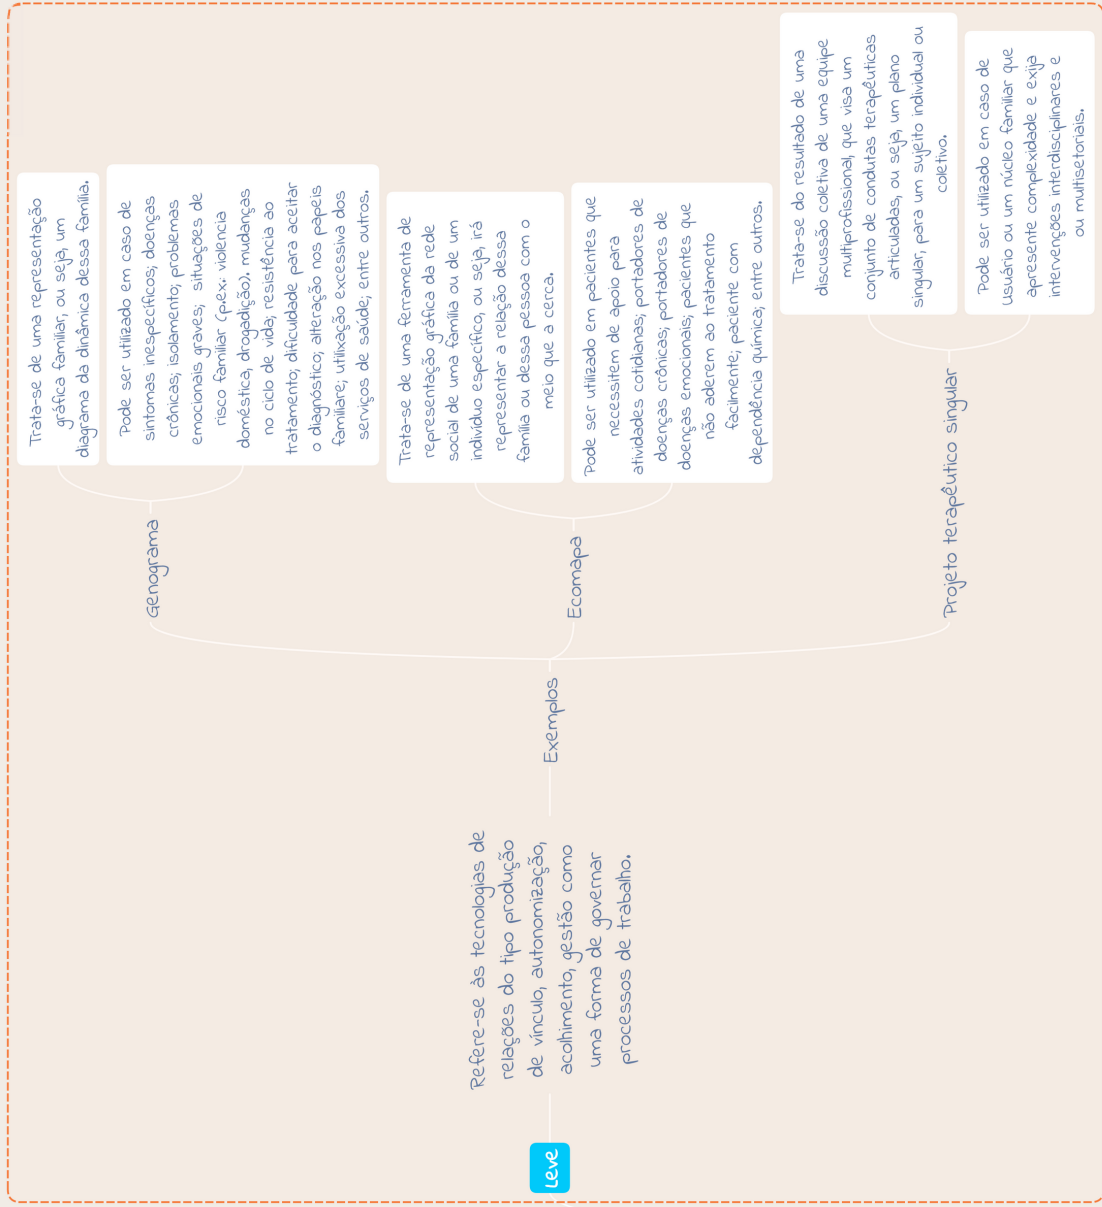 Leve
Refere-se às tecnologias de
relações do tipo produção
de vínculo, autonomização,
acolhimento, gestão como
uma forma de governar
processos de trabalho.
Exemplos
Genograma
Trata-se de uma representação
gráfica familiar, ou seja, um
diagrama da dinâmica dessa família.
Pode ser utilizado em caso de
sintomas inespecíficos; doenças
crônicas; isolamento; problemas
emocionais graves; situações de
risco familiar (p.ex: violencia
doméstica, drogadição). mudanças
no ciclo de vida; resistência ao
tratamento; dificuldade para aceitar
o diagnóstico; alteração nos papeis
familiare; utilixação excessiva dos
serviços de saúde; entre outros.
Ecomapa
Trata-se de uma ferramenta de
representação gráfica da rede
social de uma família ou de um
indivíduo específico, ou seja, irá
representar a relação dessa
família ou dessa pessoa com o
meio que a cerca.
Pode ser utilizado em pacientes que
necessitem de apoio para
atividades cotidianas; portadores de
doenças crônicas; portadores de
doenças emocionais; pacientes que
não aderem ao tratamento
facilmente; paciente com
dependência química; entre outros.
Projeto terapêutico singular
Trata-se do resultado de uma
discussão coletiva de uma equipe
multiprofissional, que visa um
conjunto de condutas terapêuticas
articuladas, ou seja, um plano
singular, para um sujeito individual ou
coletivo.
Pode ser utilizado em caso de
Usuário ou um núcleo familiar que
apresente complexidade e exija
intervenções interdisciplinares e
ou multisetoriais.